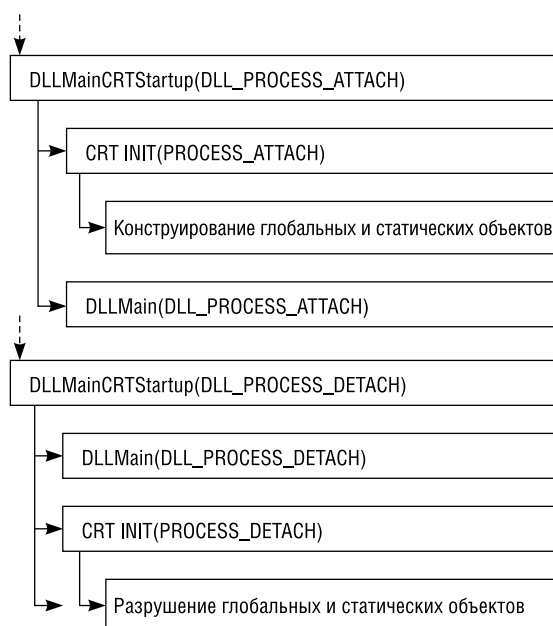 DLLMainCRTStartup(DLL_PROCESS_ATTACH)
CRT INIT(PROCESS_ATTACH)
Конструирование глобальных и статических объектов
DLLMain(DLL_PROCESS_ATTACH)
DLLMainCRTStartup(DLL_PROCESS_DETACH)
DLLMain(DLL_PROCESS_DETACH)
CRT INIT(PROCESS_DETACH)
Разрушение глобальных и статических объектов